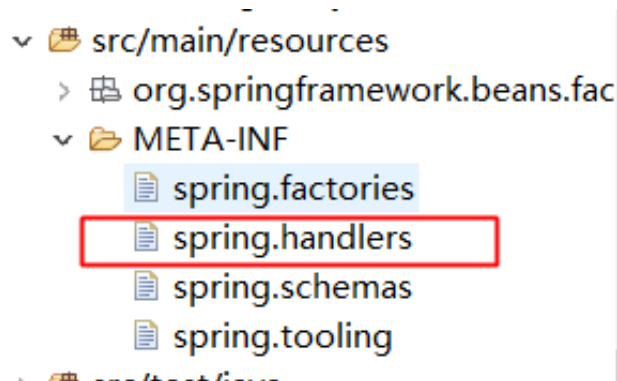 src/main/resources
org.springframework.beans.fac
META-INF
spring.factories
spring.handlers
spring.schemas
spring.tooling